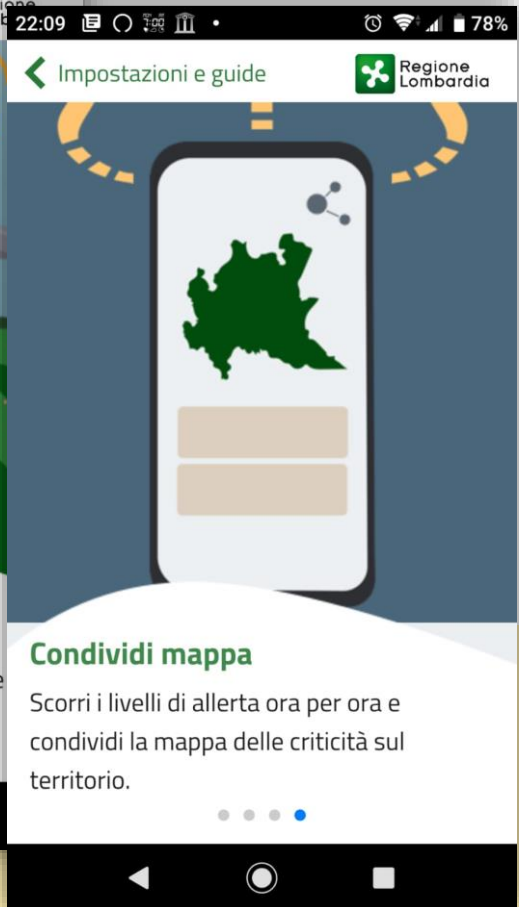 22:09
78%
Impostazioni e guide
Regione
Lombardia
Condividi mappa
Scorri i livelli di allerta ora per ora e
condividi la mappa delle criticità sul
territorio.